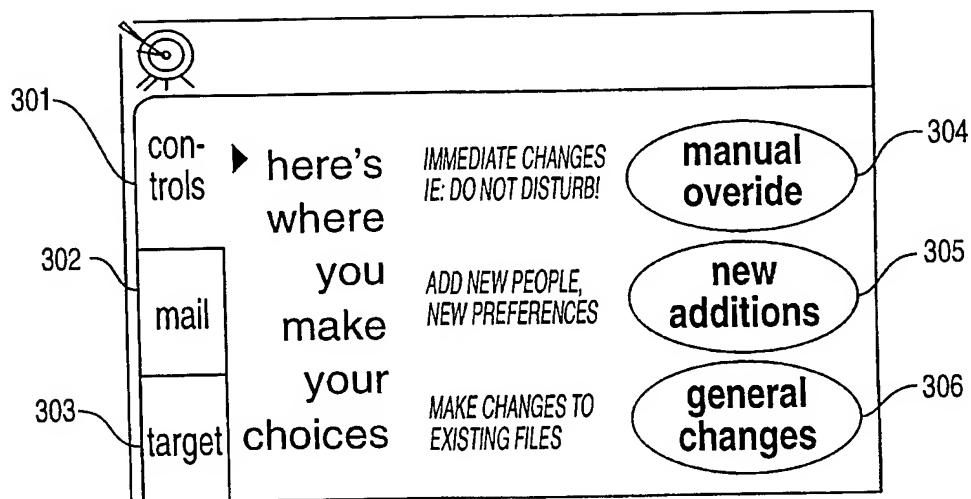 301
con-
trols
here's
where
you
make
your
choices
IMMEDIATE CHANGES
IE: DO NOT DISTURB!
manual
overide
304
302
mail
ADD NEW PEOPLE,
NEW PREFERENCES
new
additions
305
303
target
MAKE CHANGES TO
EXISTING FILES
general
changes
306